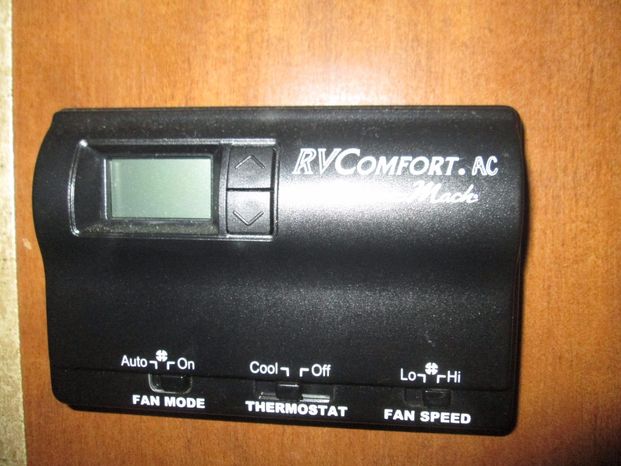 RVCOMFORT.AC
Mach
Auto On
FAN MODE
Cool Off
THERMOSTAT
Lo Hi
FAN SPEED